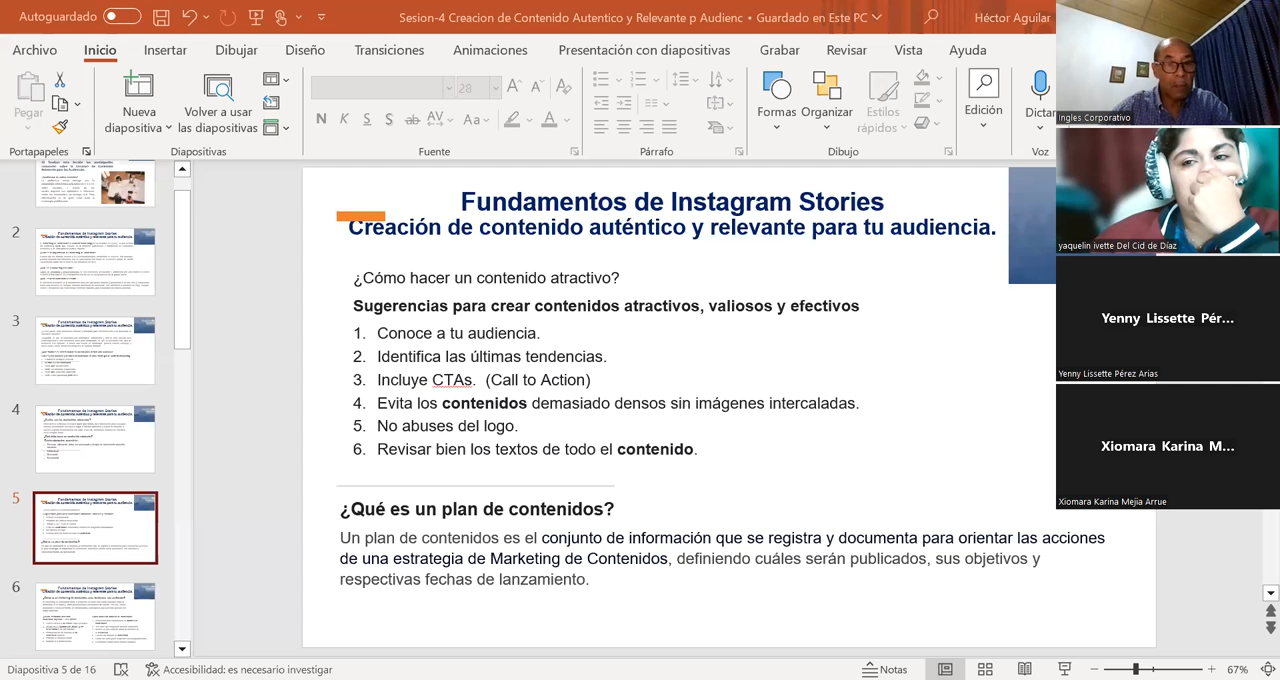 Autoguardado
Sesion-4 Creacion de Contenido Autentico y Relevante p Audienc • Guardado en Este PC
Héctor Aguilar
Archivo Inicio Insertar Dibujar Diseño Transiciones Animaciones Presentación con diapositivas Grabar Revisar Vista Ayuda
Pegar
Nueva diapositiva
Volver a usar las diapositivas
28
N K S S ab AV Aa A
Formas Organizar Estilos rápidos
Edición
Dictar
Portapapeles Diapositivas Fuente Párrafo Dibujo Voz
Ingles Corporativo
yaquelin ivette Del Cid de Díaz
Yenny Lissette Pér...
Yenny Lissette Pérez Arias
Xiomara Karina M...
Xiomara Karina Mejia Arrue
2
3
4
5
6
Fundamentos de Instagram Stories
Creación de contenido auténtico y relevante para tu audiencia.
¿Cómo hacer un contenido atractivo?
Sugerencias para crear contenidos atractivos, valiosos y efectivos
1. Conoce a tu audiencia.
2. Identifica las últimas tendencias.
3. Incluye CTAs. (Call to Action)
4. Evita los contenidos demasiado densos sin imágenes intercaladas.
5. No abuses del logo.
6. Revisar bien los textos de todo el contenido.
¿Qué es un plan de contenidos?
Un plan de contenidos es el conjunto de información que se registra y documenta para orientar las acciones
de una estrategia de Marketing de Contenidos, definiendo cuáles serán publicados, sus objetivos y
respectivas fechas de lanzamiento.
Diapositiva 5 de 16
Accesibilidad: es necesario investigar
Notas
67%